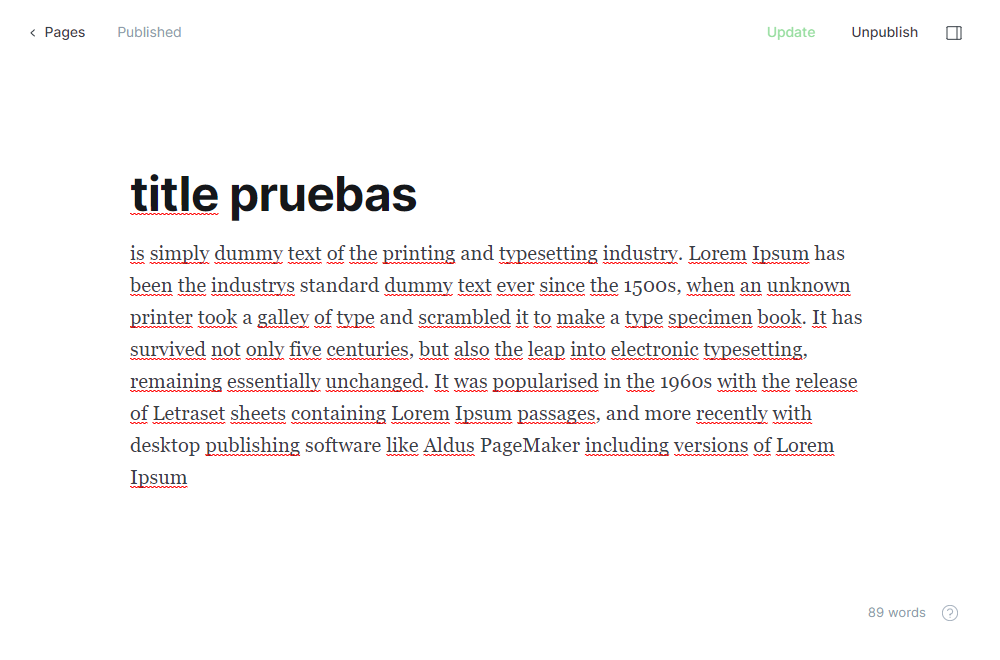 Pages Published Update Unpublish
title pruebas
is simply dummy text of the printing and typesetting industry. Lorem Ipsum has
been the industrys standard dummy text ever since the 1500s, when an unknown
printer took a galley of type and scrambled it to make a type specimen book. It has
survived not only five centuries, but also the leap into electronic typesetting,
remaining essentially unchanged. It was popularised in the 1960s with the release
of Letraset sheets containing Lorem Ipsum passages, and more recently with
desktop publishing software like Aldus PageMaker including versions of Lorem
Ipsum
89 words ?